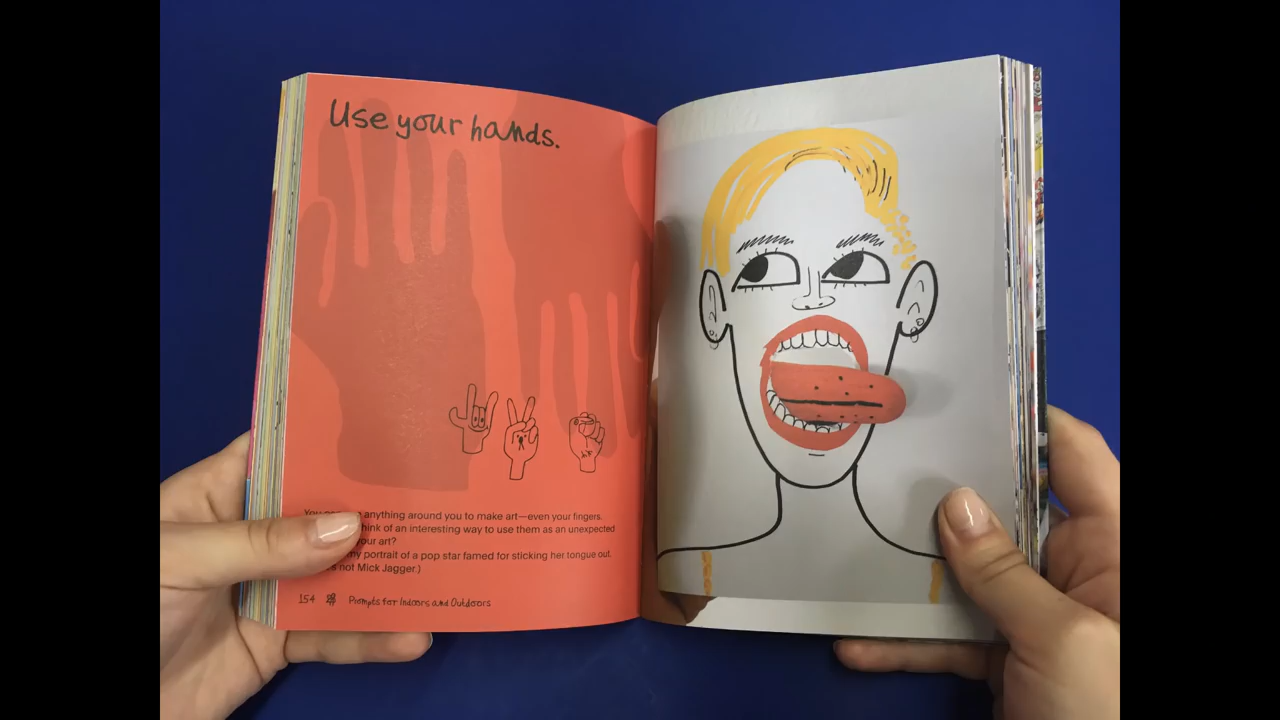 Use your hands.
You anything around you to make art—even your fingers.
think of an interesting way to use them as an unexpected
your art?
my portrait of a pop star famed for sticking her tongue out.
not Mick Jagger.)
154 Prompts for Indoors and Outdoors